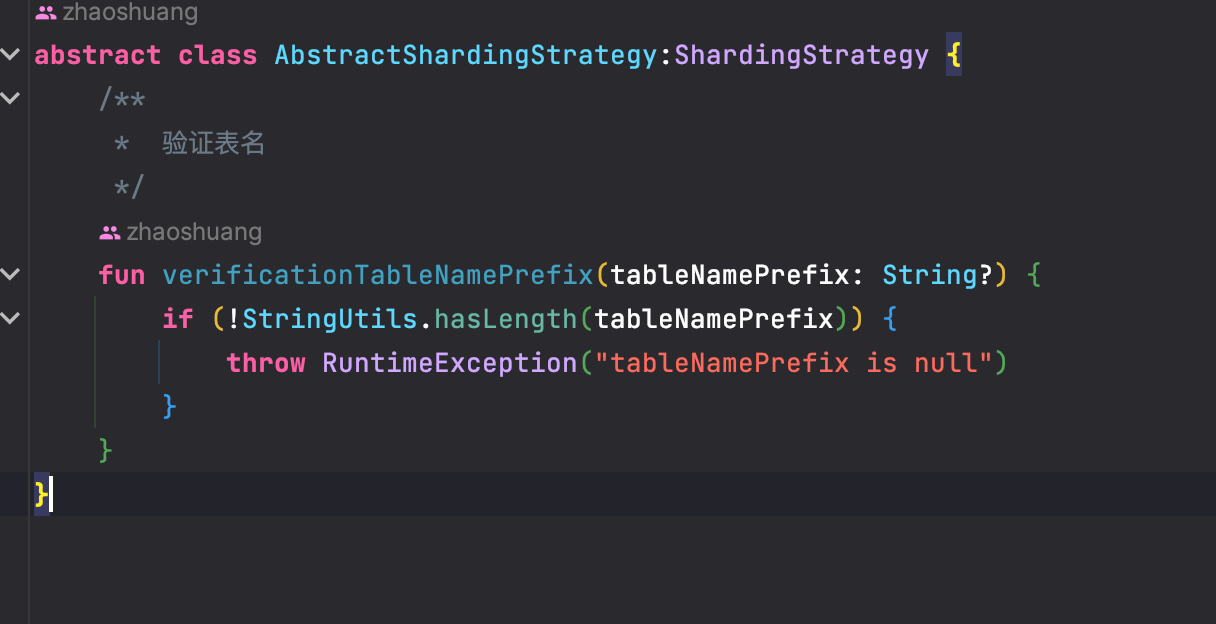 zhaoshuang
abstract class AbstractShardingStrategy:ShardingStrategy {
/**
* 验证表名
*/
zhaoshuang
fun verificationTableNamePrefix(tableNamePrefix: String?) {
if (!StringUtils.hasLength(tableNamePrefix)) {
throw RuntimeException("tableNamePrefix is null")
}
}
}